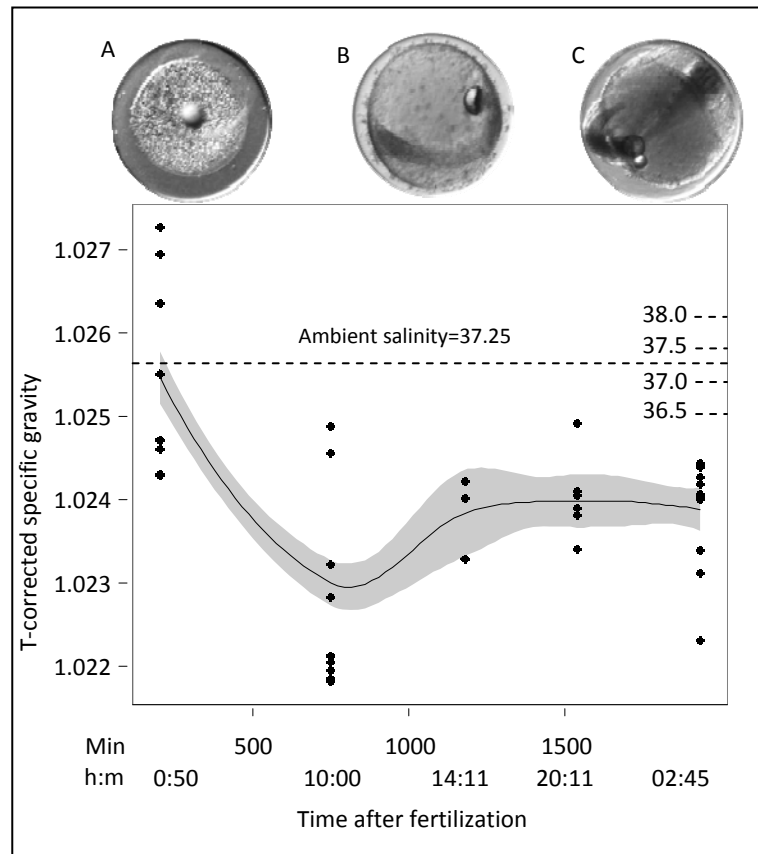 A B C
1.027
1.026
1.025
1.024
1.023
1.022
T-corrected specific gravity
Ambient salinity=37.25
38.0
37.5
37.0
36.5
Min 500 1000 1500
h:m 0:50 10:00 14:11 20:11 02:45
Time after fertilization